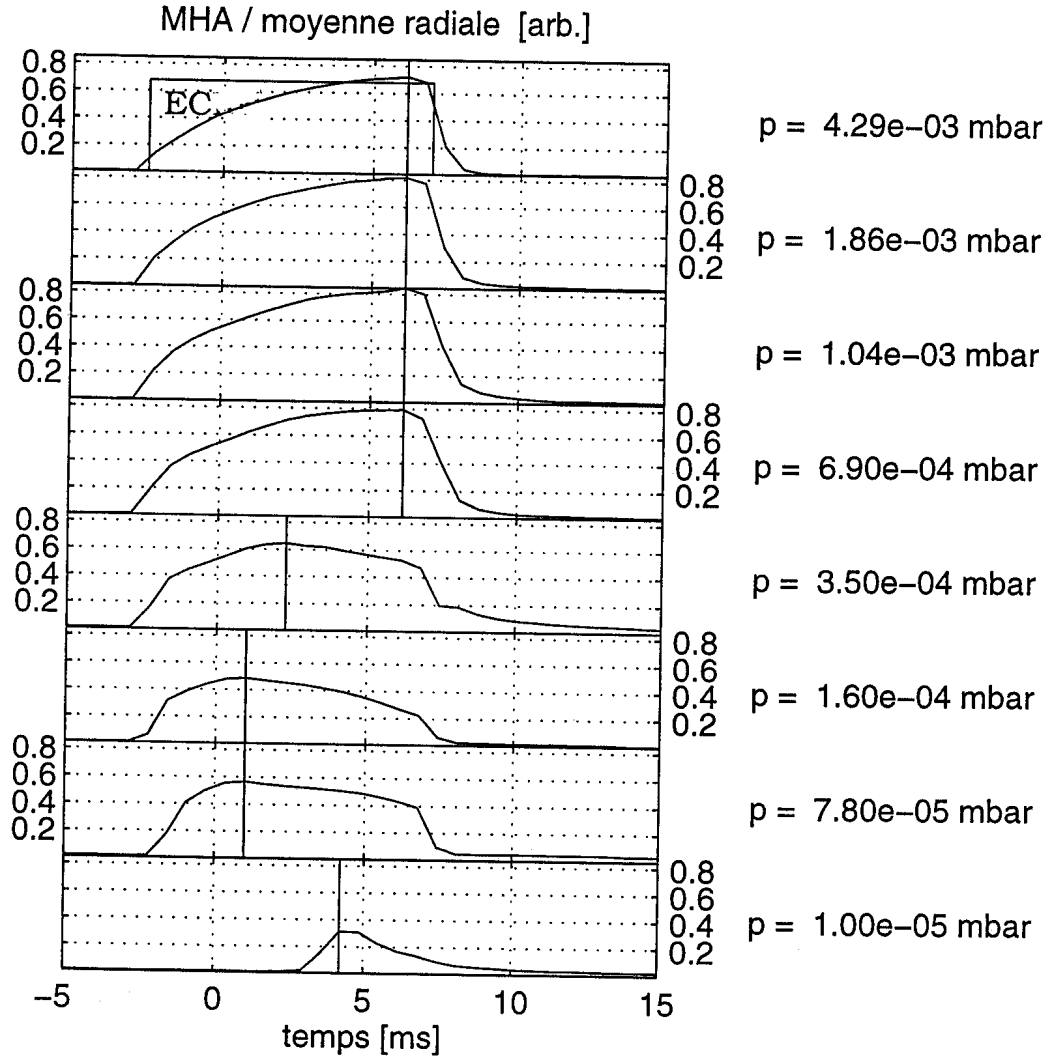 MHA / moyenne radiale [arb.]
0.8
0.6
0.4
0.2
EC
p = 4.29e−03 mbar
0.8
0.6
0.4
0.2
p = 1.86e−03 mbar
0.8
0.6
0.4
0.2
p = 1.04e−03 mbar
0.8
0.6
0.4
0.2
p = 6.90e−04 mbar
0.8
0.6
0.4
0.2
p = 3.50e−04 mbar
0.8
0.6
0.4
0.2
p = 1.60e−04 mbar
0.8
0.6
0.4
0.2
p = 7.80e−05 mbar
0.8
0.6
0.4
0.2
p = 1.00e−05 mbar
−5 0 5 10 15
temps [ms]